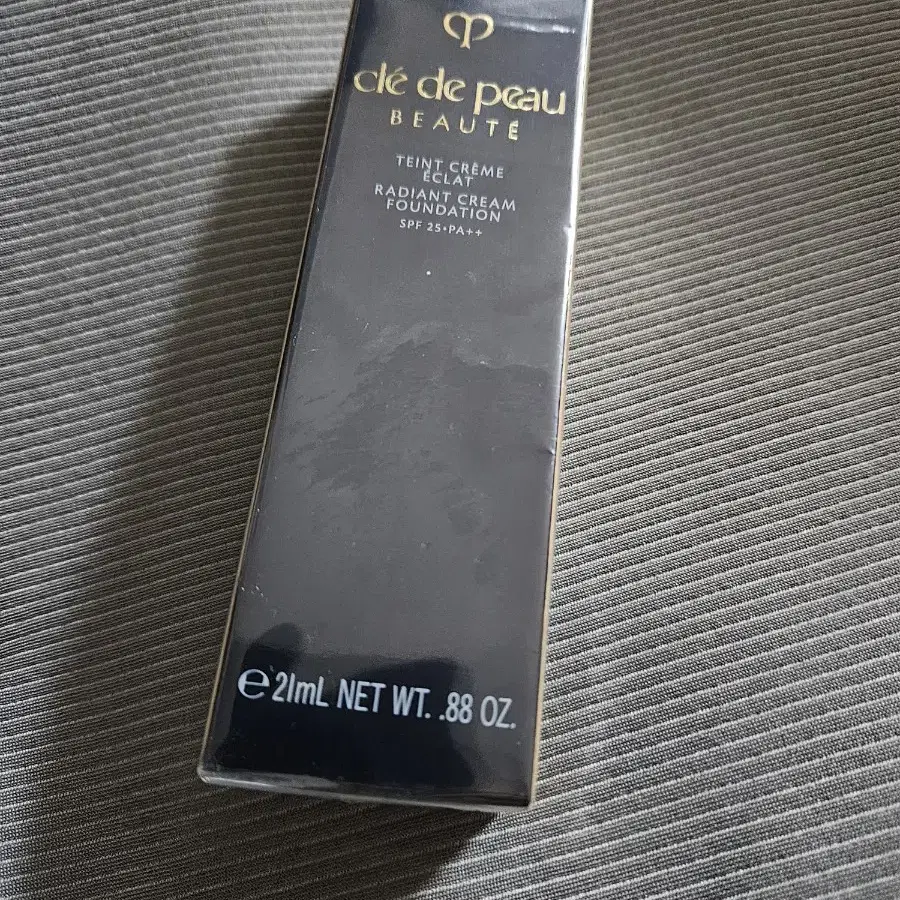 clé de peau
BEAUTÉ
TEINT CRÈME
ÉCLAT
RADIANT CREAM
FOUNDATION
SPF 25•PA++
℮ 21mL NET WT. .88 OZ.